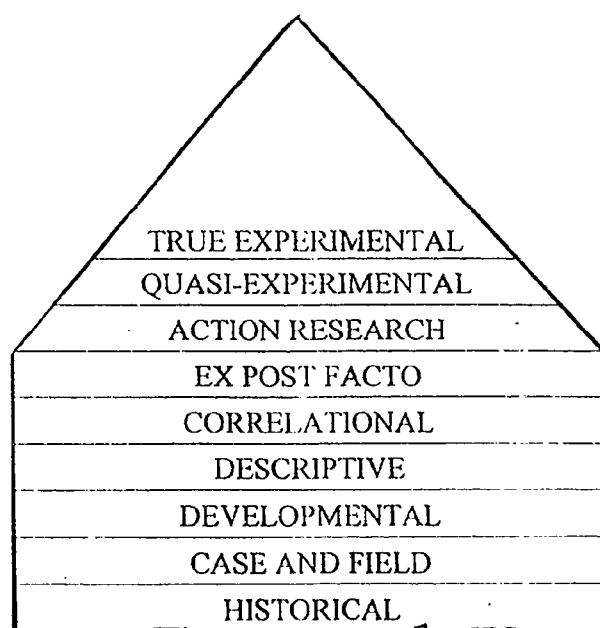 TRUE EXPERIMENTAL
QUASI-EXPERIMENTAL
ACTION RESEARCH
EX POST FACTO
CORRELATIONAL
DESCRIPTIVE
DEVELOPMENTAL
CASE AND FIELD
HISTORICAL